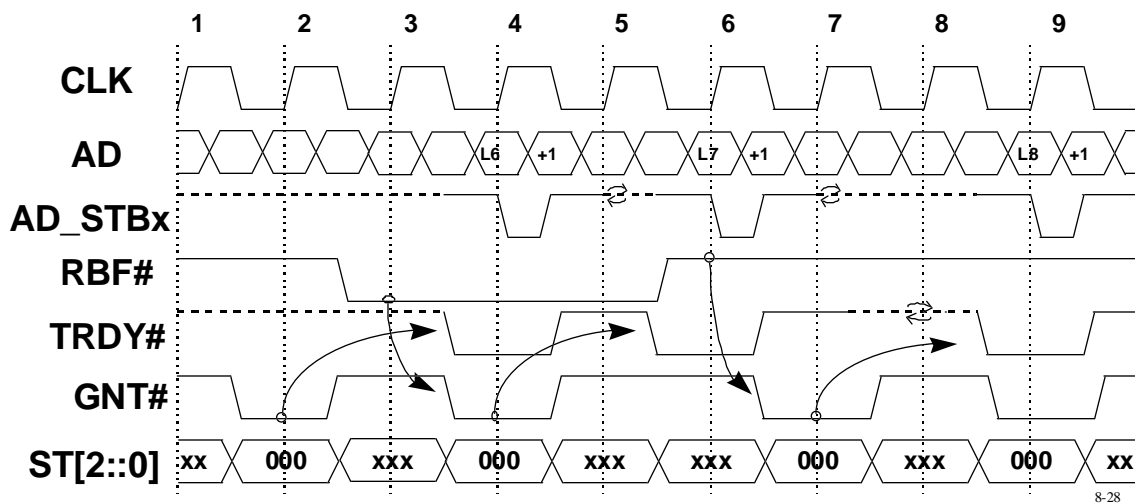 1 2 3 4 5 6 7 8 9
CLK
AD L6 +1 L7 +1 L8 +1
AD_STBx
RBF#
TRDY#
GNT#
ST[2::0] xx 000 xxx 000 xxx xxx 000 xxx 000 xx
8-28